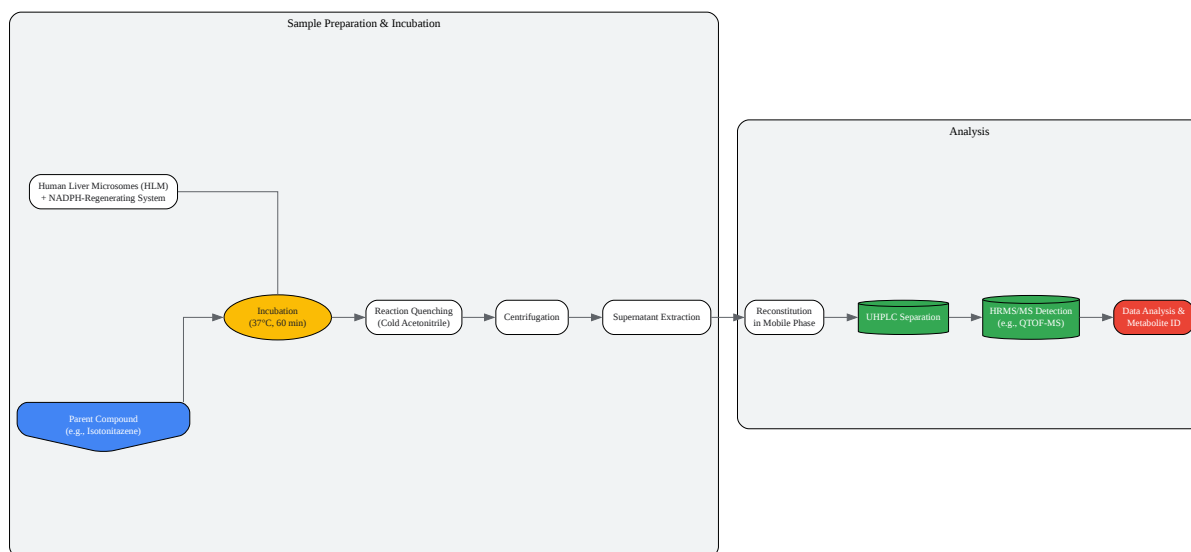 Sample Preparation & Incubation
Human Liver Microsomes (HLM)
+ NADPH-Regenerating System
Parent Compound
(e.g., Isotonitazene)
Incubation
(37°C, 60 min)
Reaction Quenching
(Cold Acetonitrile)
Centrifugation
Supernatant Extraction
Analysis
Reconstitution
in Mobile Phase
UHPLC Separation
HRMS/MS Detection
(e.g., QTOF-MS)
Data Analysis &
Metabolite ID